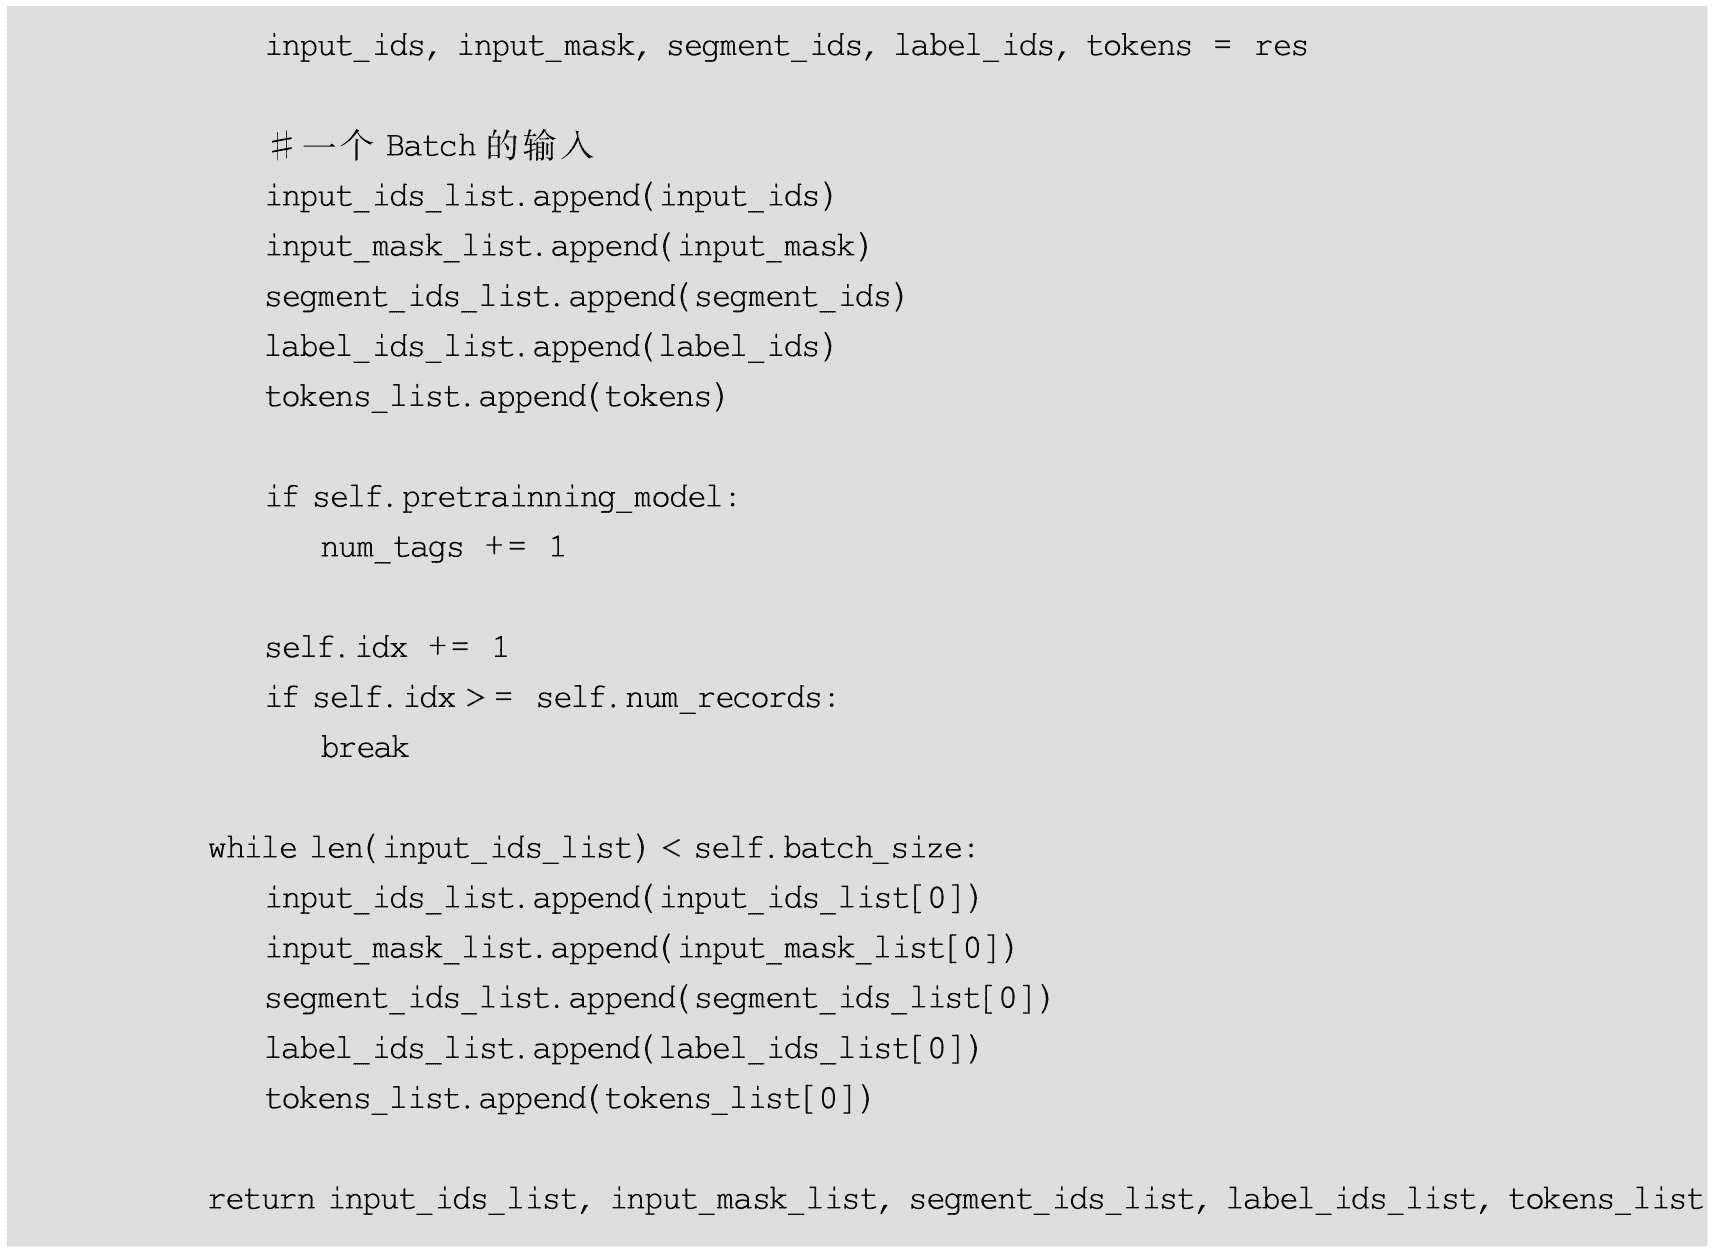 input_ids, input_mask, segment_ids, label_ids, tokens = res
#一个 Batch 的输入
input_ids_list.append(input_ids)
input_mask_list.append(input_mask)
segment_ids_list.append(segment_ids)
label_ids_list.append(label_ids)
tokens_list.append(tokens)
if self.pretrainning_model:
num_tags += 1
self.idx += 1
if self.idx >= self.num_records:
break
while len(input_ids_list) < self.batch_size:
input_ids_list.append(input_ids_list[0])
input_mask_list.append(input_mask_list[0])
segment_ids_list.append(segment_ids_list[0])
label_ids_list.append(label_ids_list[0])
tokens_list.append(tokens_list[0])
return input_ids_list, input_mask_list, segment_ids_list, label_ids_list, tokens_list